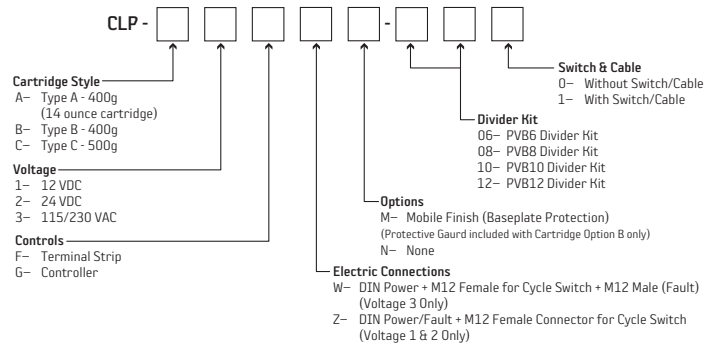 CLP -
-
Cartridge Style
A– Type A - 400g
(14 ounce cartridge)
B– Type B - 400g
C– Type C - 500g
Voltage
1– 12 VDC
2– 24 VDC
3– 115/230 VAC
Controls
F– Terminal Strip
G– Controller
Switch & Cable
0– Without Switch/Cable
1– With Switch/Cable
Divider Kit
06– PVB6 Divider Kit
08– PVB8 Divider Kit
10– PVB10 Divider Kit
12– PVB12 Divider Kit
Options
M– Mobile Finish (Baseplate Protection)
(Protective Gaurd included with Cartridge Option B only)
N– None
Electric Connections
W– DIN Power + M12 Female for Cycle Switch + M12 Male (Fault)
(Voltage 3 Only)
Z– DIN Power/Fault + M12 Female Connector for Cycle Switch
(Voltage 1 & 2 Only)